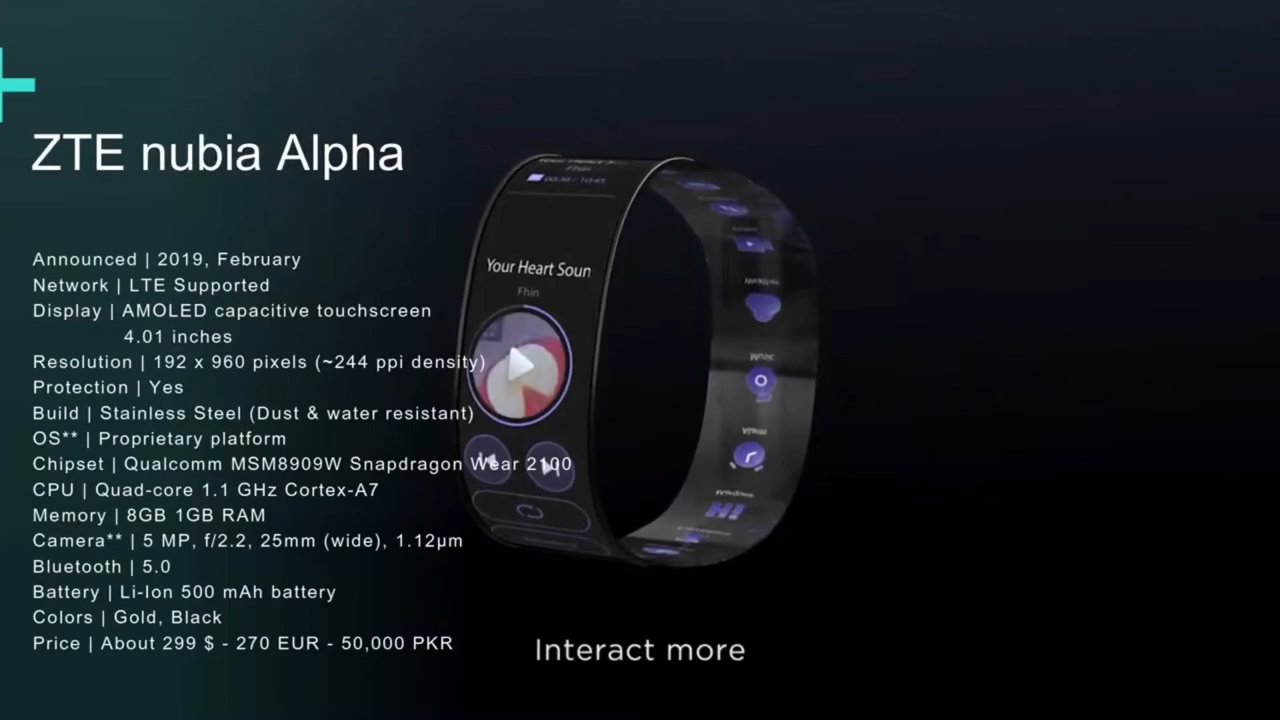 ZTE nubia Alpha
Announced | 2019, February
Network | LTE Supported
Display | AMOLED capacitive touchscreen
4.01 inches
Resolution | 192 x 960 pixels (~244 ppi density)
Protection | Yes
Build | Stainless Steel (Dust & water resistant)
OS** | Proprietary platform
Chipset | Qualcomm MSM8909W Snapdragon Wear 2100
CPU | Quad-core 1.1 GHz Cortex-A7
Memory | 8GB 1GB RAM
Camera** | 5 MP, f/2.2, 25mm (wide), 1.12µm
Bluetooth | 5.0
Battery | Li-Ion 500 mAh battery
Colors | Gold, Black
Price | About 299 $ - 270 EUR - 50,000 PKR
Your Heart Soun
Fhin
Interact more